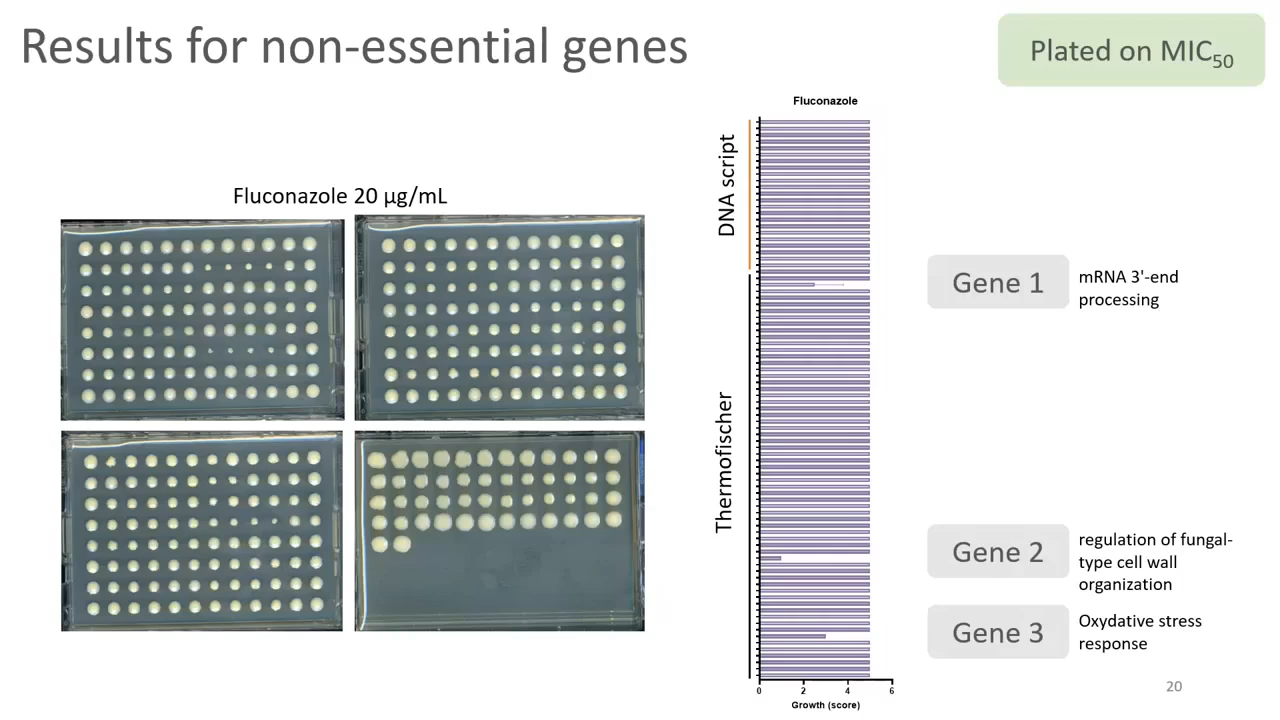 Results for non-essential genes
Plated on MIC50
Fluconazole 20 µg/mL
Fluconazole
DNA script
Thermofischer
0 2 4 6
Growth (score)
Gene 1
mRNA 3'-end
processing
Gene 2
regulation of fungal-
type cell wall
organization
Gene 3
Oxydative stress
response
20